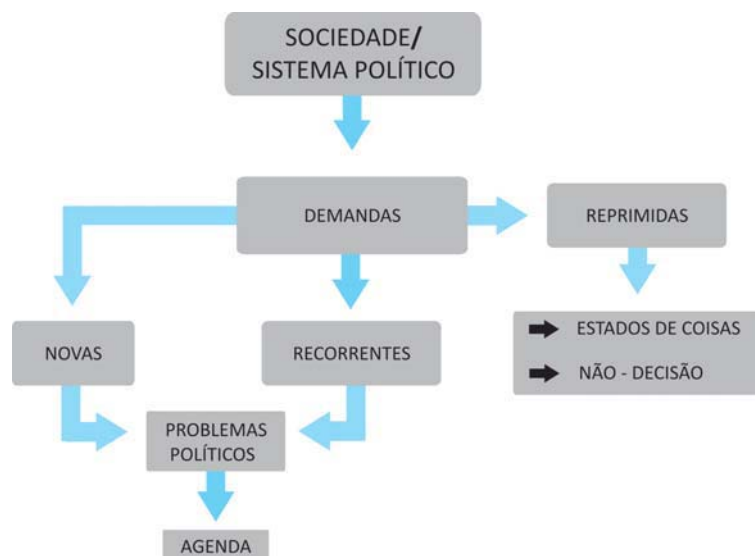 SOCIEDADE/
SISTEMA POLÍTICO
DEMANDAS
REPRIMIDAS
NOVAS
RECORRENTES
ESTADOS DE COISAS
NÃO - DECISÃO
PROBLEMAS
POLÍTICOS
AGENDA